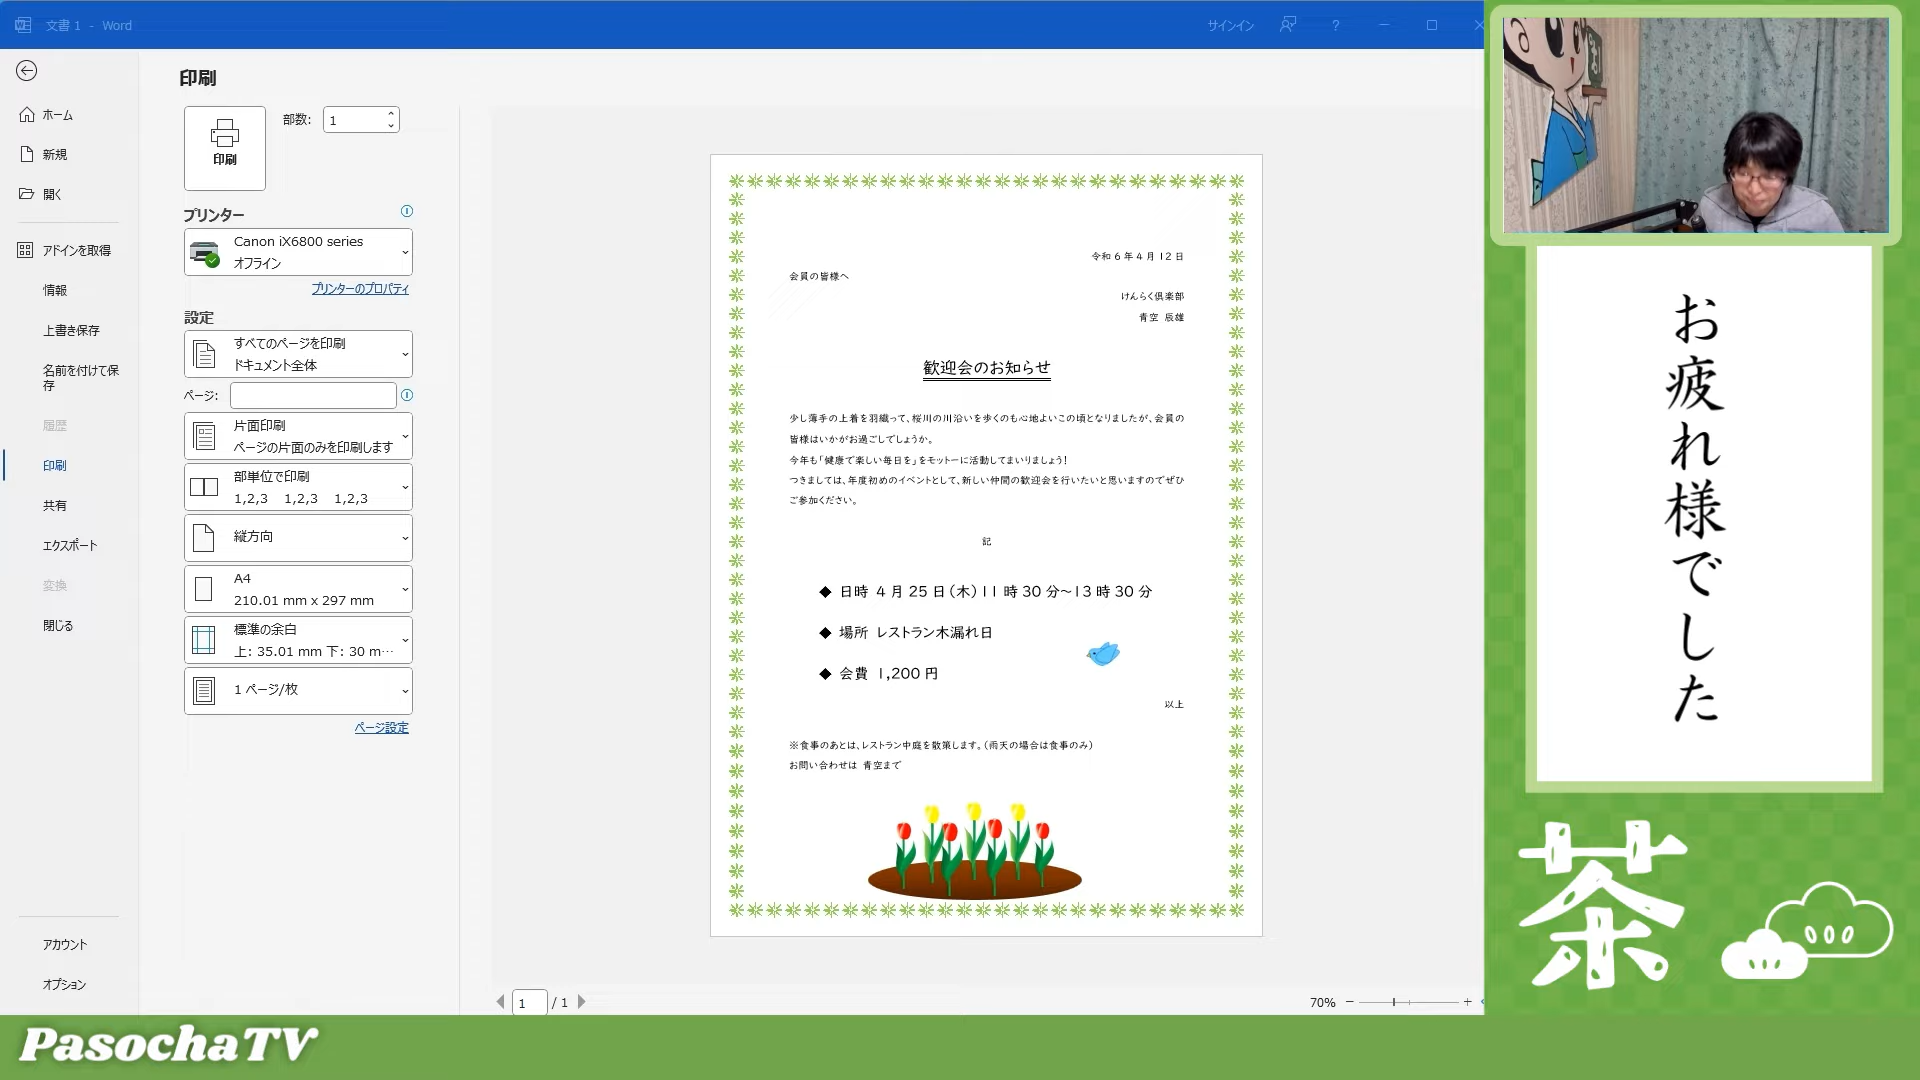 文書 1 - Word
サインイン
?
ホーム
新規
開く
アドインを取得
情報
上書き保存
名前を付けて保
存
履歴
印刷
共有
エクスポート
変換
閉じる
アカウント
オプション
印刷
印刷
部数: 1
プリンター
Canon iX6800 series
オフライン
プリンターのプロパティ
設定
すべてのページを印刷
ドキュメント全体
ページ:
片面印刷
ページの片面のみを印刷します
部単位で印刷
1,2,3 1,2,3 1,2,3
縦方向
A4
210.01 mm x 297 mm
標準の余白
上: 35.01 mm 下: 30 m…
1 ページ/枚
ページ設定
令和 6 年 4 月 12 日
会員の皆様へ
けんらく倶楽部
青空 辰雄
歓迎会のお知らせ
少し薄手の上着を羽織って、桜川の川沿いを歩くのも心地よいこの頃となりましたが、会員の
皆様はいかがお過ごしでしょうか。
今年も「健康で楽しい毎日を」をモットーに活動してまいりましょう!
つきましては、年度初めのイベントとして、新しい仲間の歓迎会を行いたいと思いますのでぜひ
ご参加ください。
記
◆ 日時 4 月 25 日(木)11 時 30 分~13 時 30 分
◆ 場所 レストラン木漏れ日
◆ 会費 1,200 円
以上
※食事のあとは、レストラン中庭を散策します。(雨天の場合は食事のみ)
お問い合わせは 青空まで
1 / 1
70%
お疲れ様でした
茶
PasochaTV